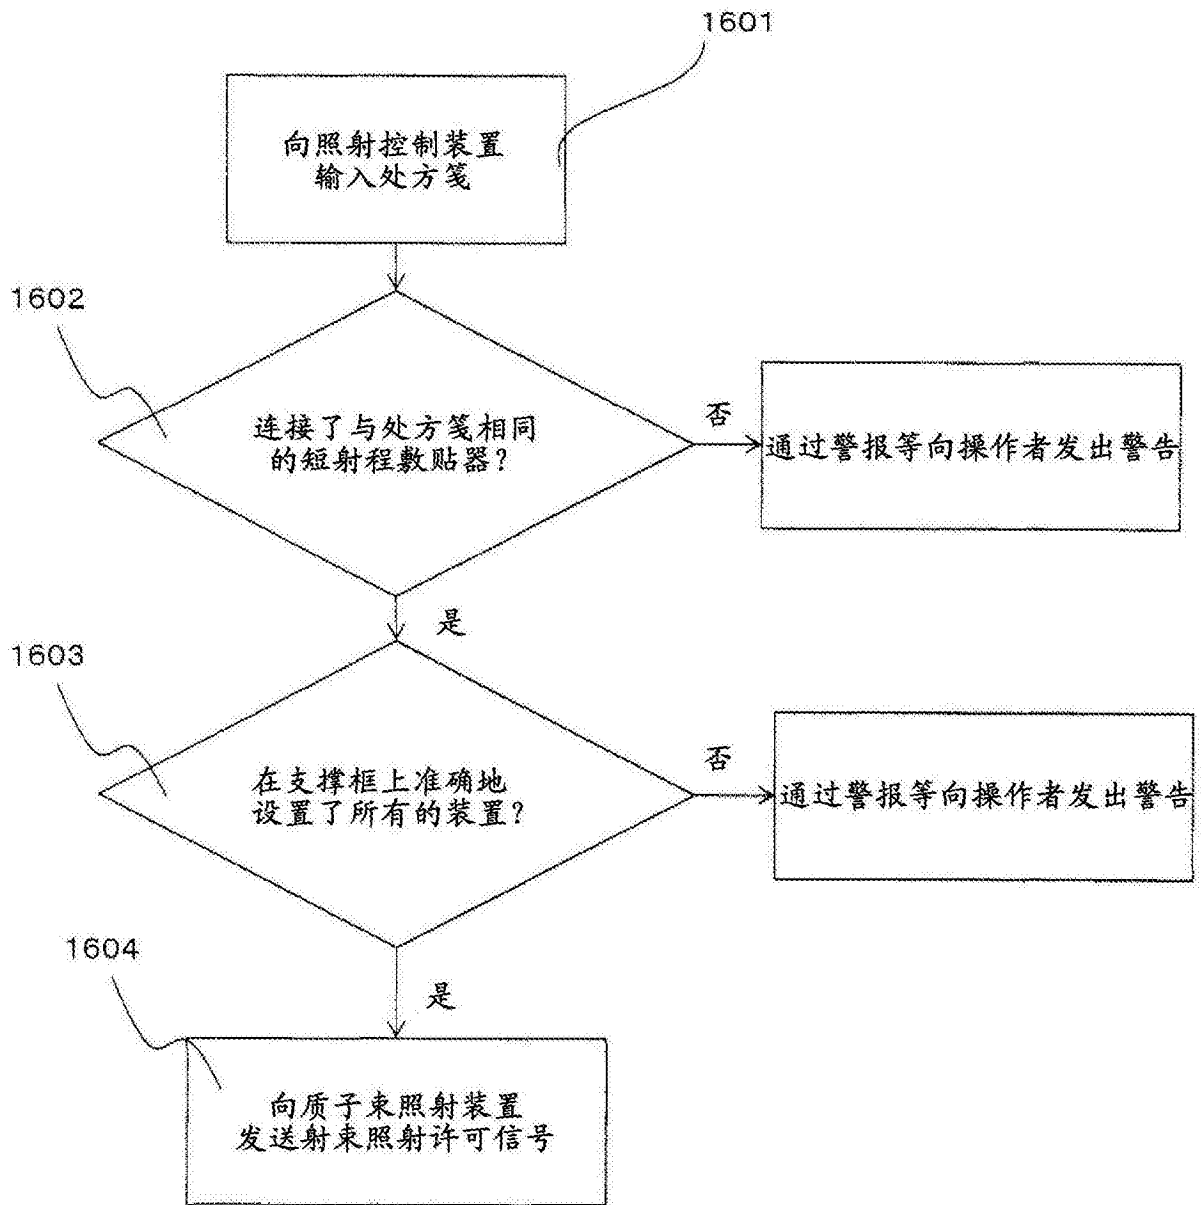 1601
向照射控制装置
输入处方笺
1602
连接了与处方笺相同
的短射程敷贴器?
否
通过警报等向操作者发出警告
是
1603
在支撑框上准确地
设置了所有的装置?
否
通过警报等向操作者发出警告
1604
是
向质子束照射装置
发送射束照射许可信号